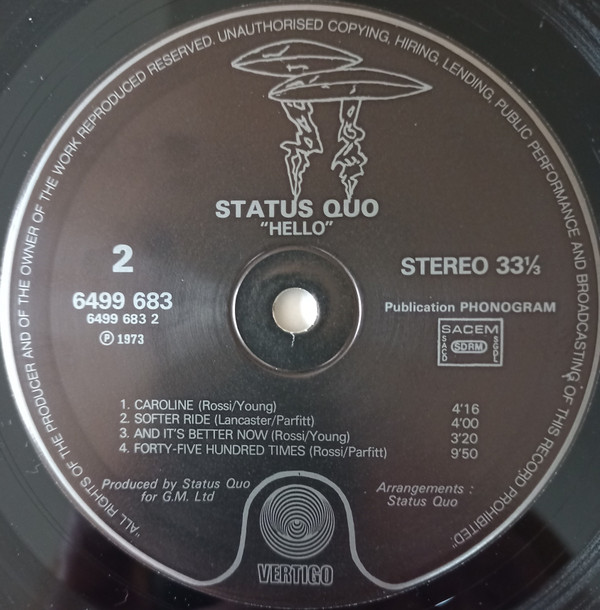 "ALL RIGHTS OF THE PRODUCER AND OF THE OWNER OF THE WORK REPRODUCED RESERVED. UNAUTHORISED COPYING, HIRING, LENDING, PUBLIC PERFORMANCE AND BROADCASTING OF THIS RECORD PROHIBITED"
STATUS QUO
"HELLO"
2
STEREO 33⅓
6499 683
6499 683 2
℗ 1973
Publication PHONOGRAM
SACEM
SACD SDRM SGDL
1. CAROLINE (Rossi/Young) 4'16
2. SOFTER RIDE (Lancaster/Parfitt) 4'00
3. AND IT'S BETTER NOW (Rossi/Young) 3'20
4. FORTY-FIVE HUNDRED TIMES (Rossi/Parfitt) 9'50
Produced by Status Quo
for G.M. Ltd
Arrangements :
Status Quo
VERTIGO